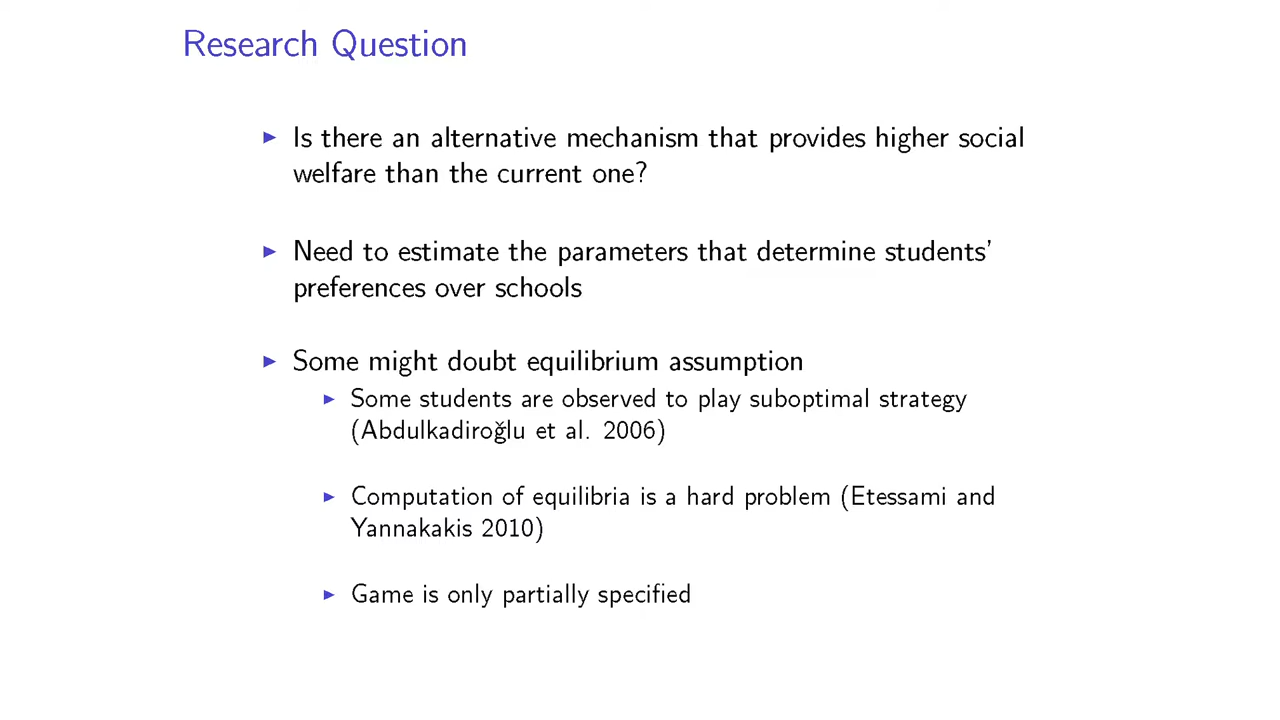 Research Question
Is there an alternative mechanism that provides higher social
welfare than the current one?
Need to estimate the parameters that determine students’
preferences over schools
Some might doubt equilibrium assumption
Some students are observed to play suboptimal strategy
(Abdulkadiroğlu et al. 2006)
Computation of equilibria is a hard problem (Etessami and
Yannakakis 2010)
Game is only partially specified